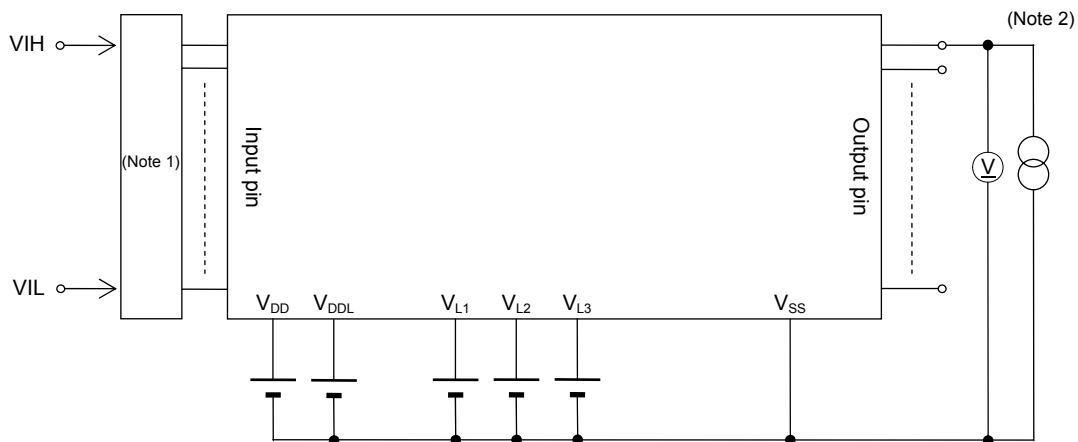 (Note 2)
VIH
(Note 1)
Input pin
Output pin
V
VIL
VDD
VDDL
VL1
VL2
VL3
VSS